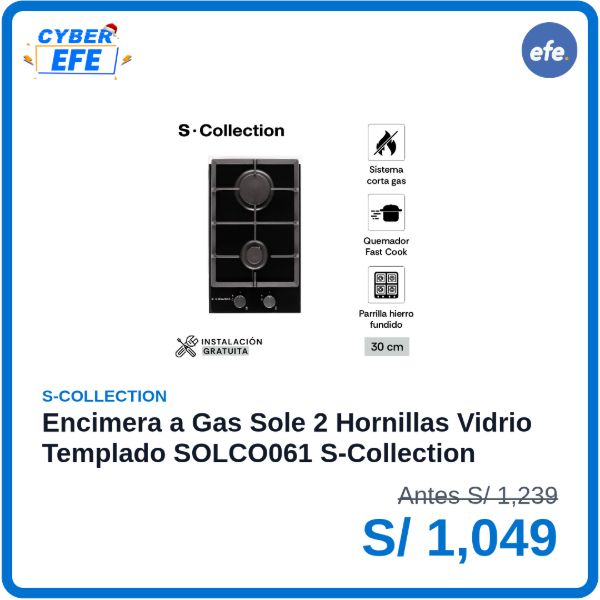 CYBER
EFE
efe.
S·Collection
Sistema
corta gas
Quemador
Fast Cook
Parrilla hierro
fundido
30 cm
INSTALACIÓN
GRATUITA
S-COLLECTION
Encimera a Gas Sole 2 Hornillas Vidrio
Templado SOLCO061 S-Collection
Antes S/ 1,239
S/ 1,049